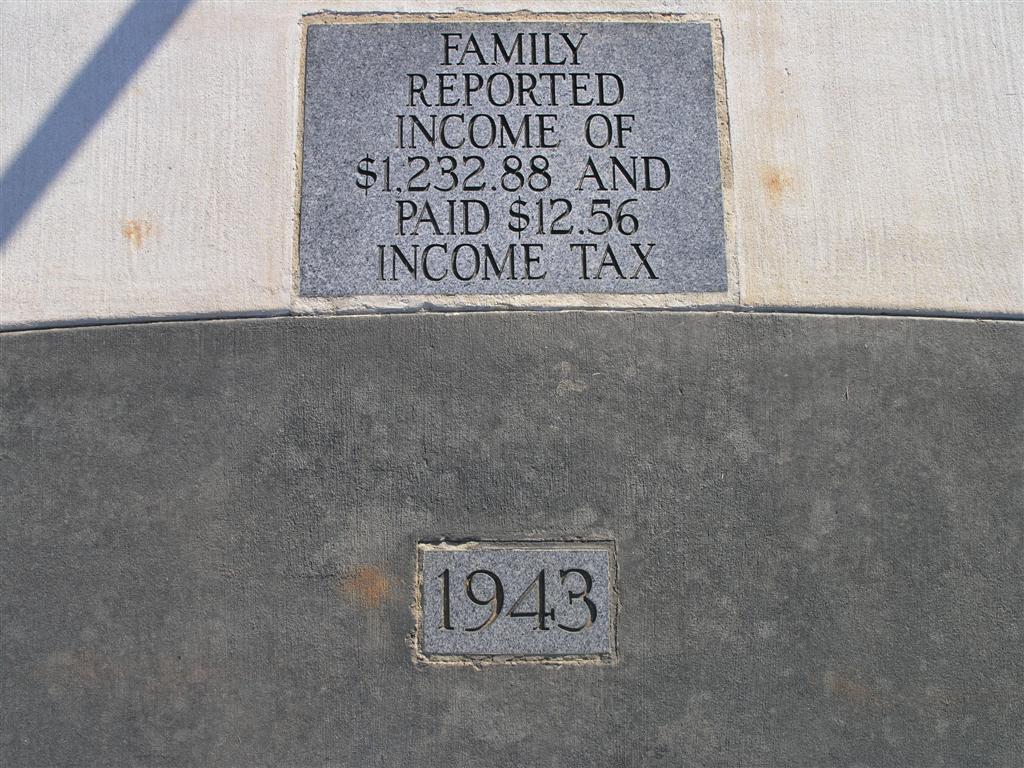 FAMILY
REPORTED
INCOME OF
$1,232.88 AND
PAID $12.56
INCOME TAX
1943